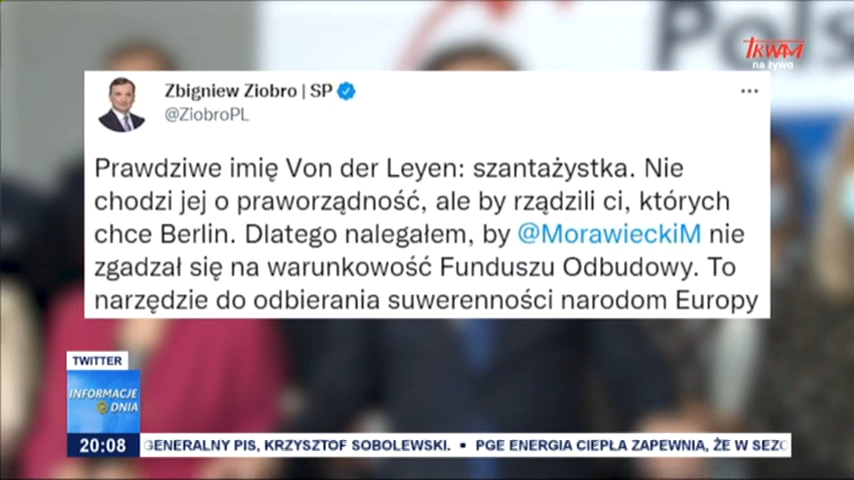 Pols
TRWAM
na żywo
Zbigniew Ziobro | SP
@ZiobroPL
Prawdziwe imię Von der Leyen: szantażystka. Nie
chodzi jej o praworządność, ale by rządzili ci, których
chce Berlin. Dlatego nalegałem, by @MorawieckiM nie
zgadzał się na warunkowość Funduszu Odbudowy. To
narzędzie do odbierania suwerenności narodom Europy
TWITTER
INFORMACJE
DNIA
20:08 GENERALNY PIS, KRZYSZTOF SOBOLEWSKI. ▪ PGE ENERGIA CIEPŁA ZAPEWNIA, ŻE W SEZO